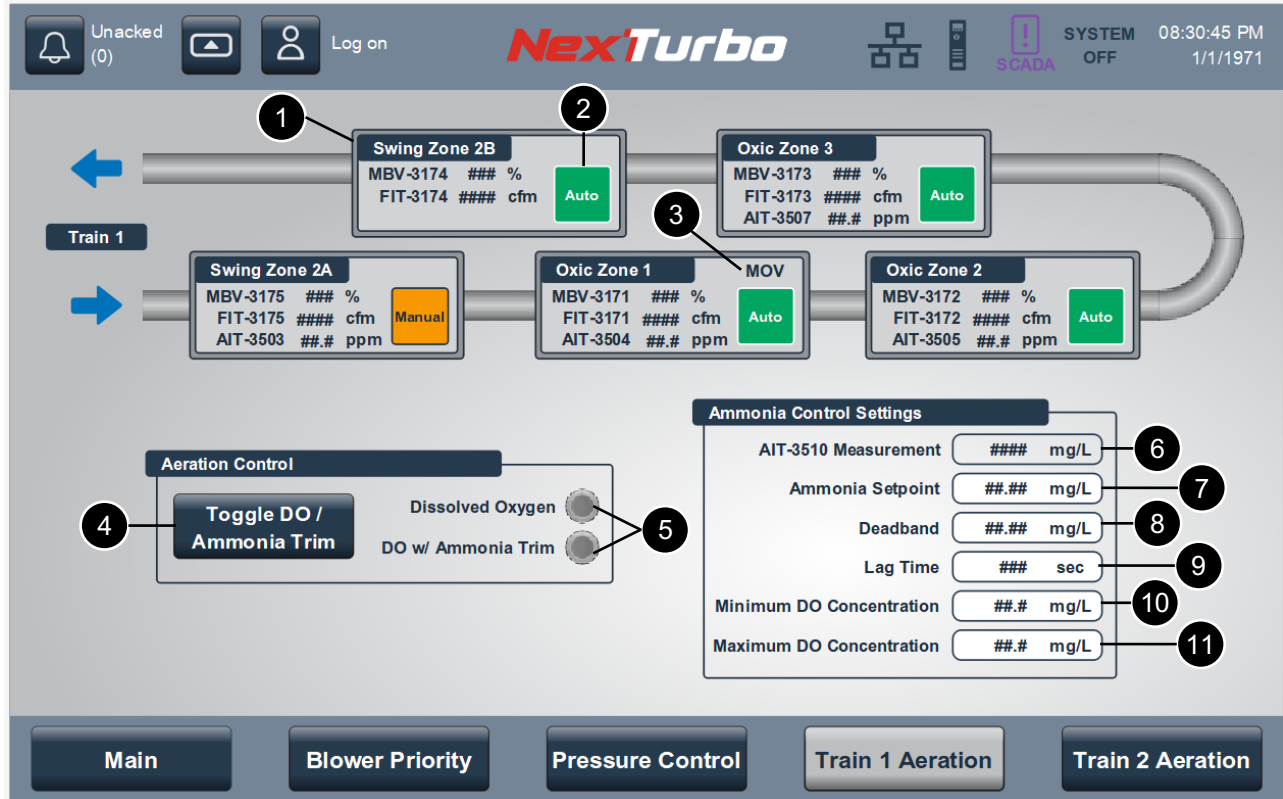 Unacked
(0)
Log on
NexTurbo
SCADA
SYSTEM
OFF
08:30:45 PM
1/1/1971
1
2
Swing Zone 2B
MBV-3174 ### %
FIT-3174 #### cfm
Auto
Oxic Zone 3
MBV-3173 ### %
FIT-3173 #### cfm
AIT-3507 ##.# ppm
Auto
3
Train 1
Swing Zone 2A
MBV-3175 ### %
FIT-3175 #### cfm
AIT-3503 ##.# ppm
Manual
Oxic Zone 1
MOV
MBV-3171 ### %
FIT-3171 #### cfm
AIT-3504 ##.# ppm
Auto
Oxic Zone 2
MBV-3172 ### %
FIT-3172 #### cfm
AIT-3505 ##.# ppm
Auto
Aeration Control
4
Toggle DO /
Ammonia Trim
Dissolved Oxygen
DO w/ Ammonia Trim
5
Ammonia Control Settings
AIT-3510 Measurement #### mg/L 6
Ammonia Setpoint ##.## mg/L 7
Deadband ##.## mg/L 8
Lag Time ### sec 9
Minimum DO Concentration ##.# mg/L 10
Maximum DO Concentration ##.# mg/L 11
Main
Blower Priority
Pressure Control
Train 1 Aeration
Train 2 Aeration